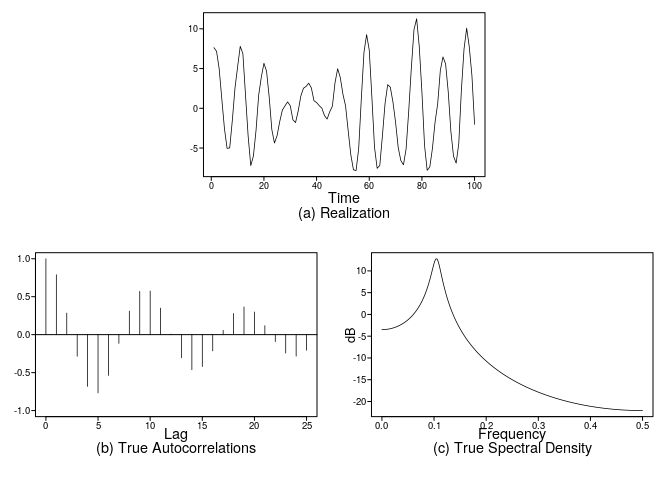 10
5
0
-5
0 20 40 60 80 100
Time
(a) Realization
1.0
0.5
0.0
-0.5
-1.0
0 5 10 15 20 25
Lag
(b) True Autocorrelations
dB
10
5
0
-5
-10
-15
-20
0.0 0.1 0.2 0.3 0.4 0.5
Frequency
(c) True Spectral Density